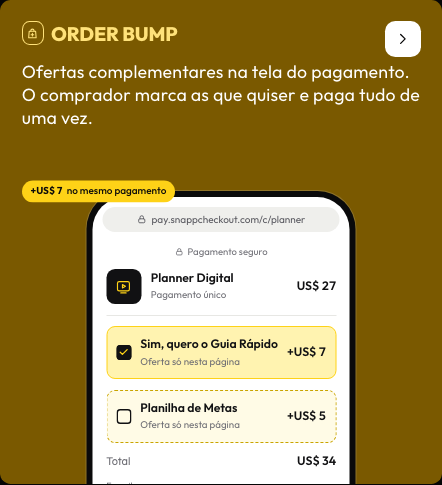 ORDER BUMP
Ofertas complementares na tela do pagamento.
O comprador marca as que quiser e paga tudo de
uma vez.
+US$ 7 no mesmo pagamento
pay.snappcheckout.com/c/planner
Pagamento seguro
Planner Digital
US$ 27
Pagamento único
Sim, quero o Guia Rápido
+US$ 7
Oferta só nesta página
Planilha de Metas
+US$ 5
Oferta só nesta página
Total
US$ 34